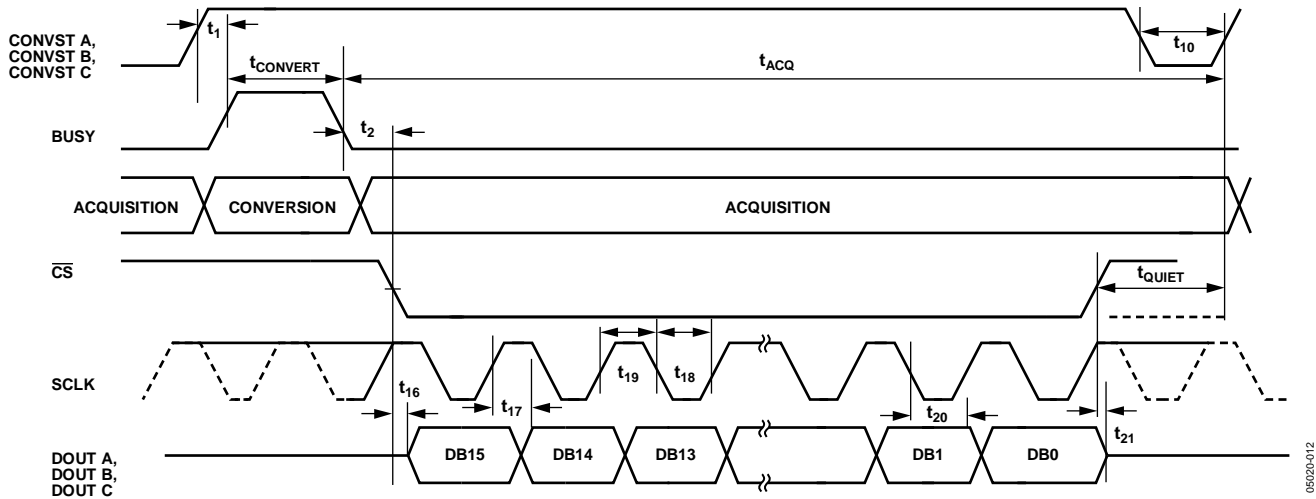 CONVST A,
CONVST B,
CONVST C
t1
t10
tCONVERT
tACQ
BUSY
t2
ACQUISITION
CONVERSION
ACQUISITION
CS
tQUIET
SCLK
t16
t17
t19
t18
t20
t21
DOUT A,
DOUT B,
DOUT C
DB15
DB14
DB13
DB1
DB0
05020-012